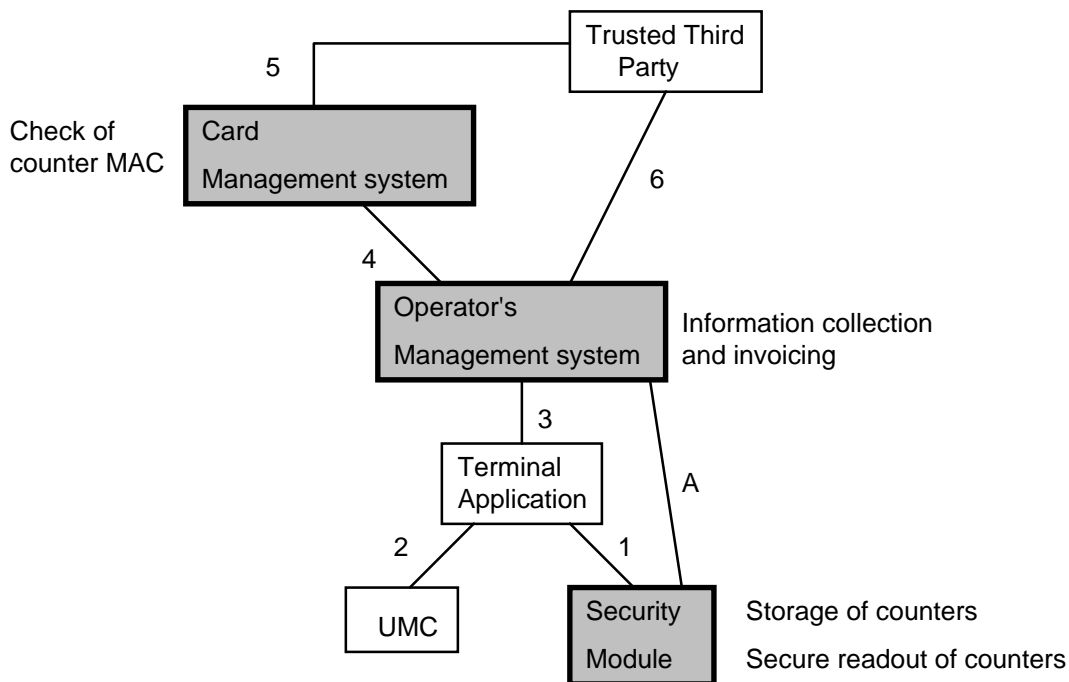 Trusted Third
Party
5
Check of
counter MAC
Card
Management system
6
4
Operator's
Management system
Information collection
and invoicing
3
Terminal
Application
A
2
1
UMC
Security
Module
Storage of counters
Secure readout of counters